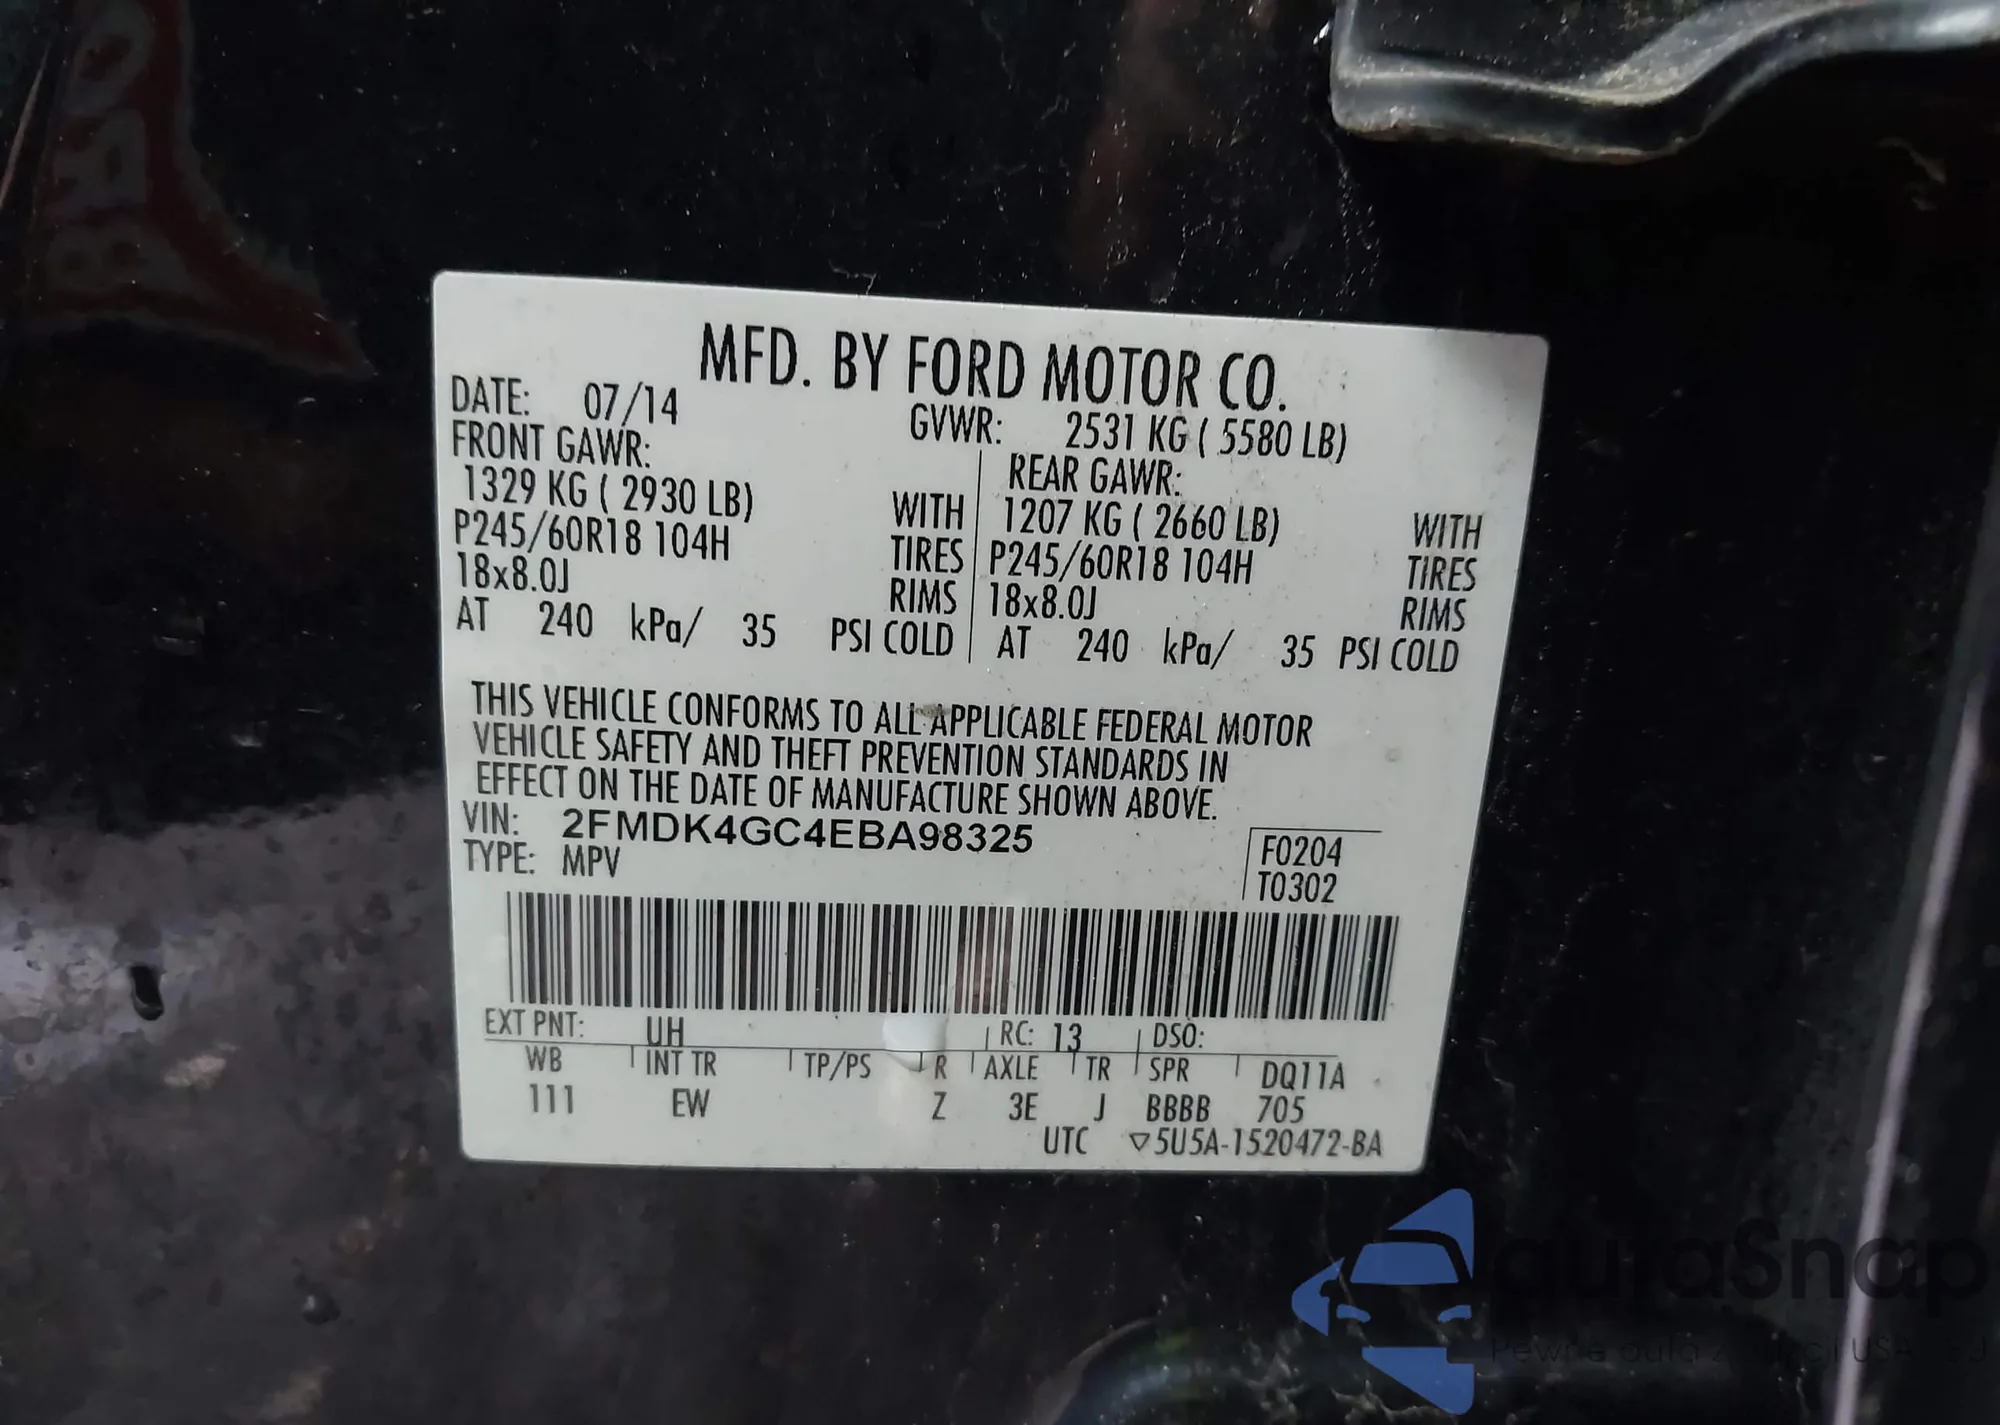 MFD. BY FORD MOTOR CO.
DATE: 07/14 GVWR: 2531 KG ( 5580 LB)
FRONT GAWR: REAR GAWR:
1329 KG ( 2930 LB) WITH 1207 KG ( 2660 LB) WITH
P245/60R18 104H TIRES P245/60R18 104H TIRES
18x8.0J RIMS 18x8.0J RIMS
AT 240 kPa/ 35 PSI COLD AT 240 kPa/ 35 PSI COLD
THIS VEHICLE CONFORMS TO ALL APPLICABLE FEDERAL MOTOR
VEHICLE SAFETY AND THEFT PREVENTION STANDARDS IN
EFFECT ON THE DATE OF MANUFACTURE SHOWN ABOVE.
VIN: 2FMDK4GC4EBA98325 F0204
TYPE: MPV T0302
EXT PNT: UH RC: 13 DSO:
WB INT TR TP/PS R AXLE TR SPR DQ11A
111 EW Z 3E J BBBB 705
UTC ▽5U5A-1520472-BA
auraSnap
Pewne auta z USA